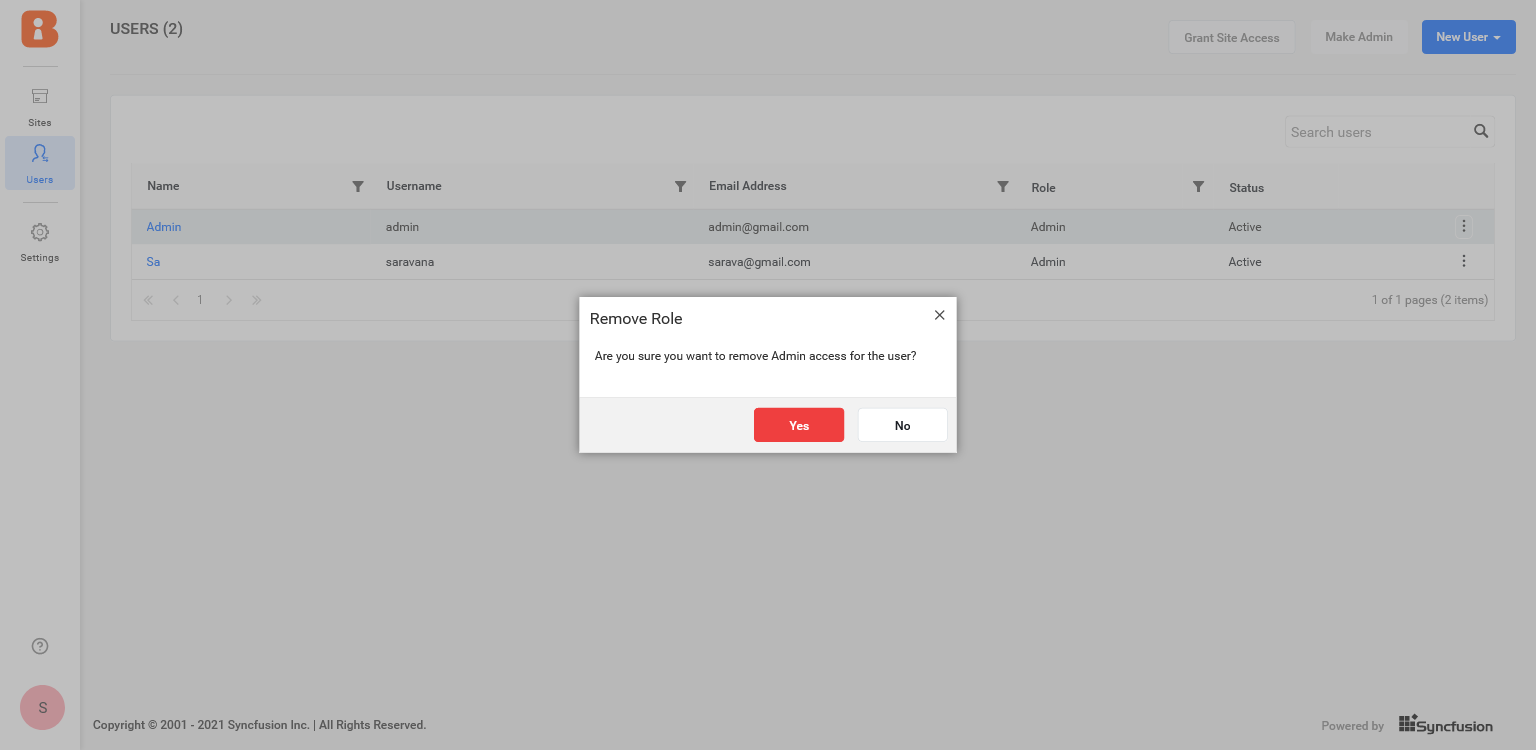 USERS (2)
Grant Site Access
Make Admin
New User
Sites
Users
Settings
Search users
Name Username Email Address Role Status
Admin admin admin@gmail.com Admin Active
Sa saravana sarava@gmail.com Admin Active
1
1 of 1 pages (2 items)
Remove Role
Are you sure you want to remove Admin access for the user?
Yes
No
S
Copyright © 2001 - 2021 Syncfusion Inc. | All Rights Reserved.
Powered by Syncfusion